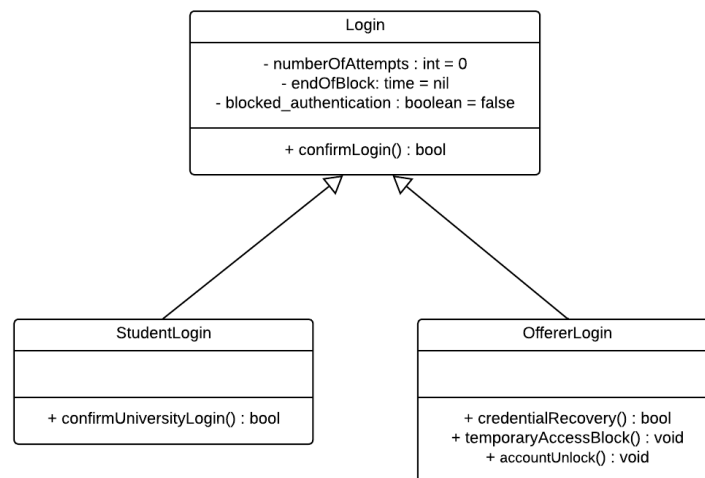 Login
- numberOfAttempts : int = 0
- endOfBlock: time = nil
- blocked_authentication : boolean = false
+ confirmLogin() : bool
StudentLogin
+ confirmUniversityLogin() : bool
OffererLogin
+ credentialRecovery() : bool
+ temporaryAccessBlock() : void
+ accountUnlock() : void